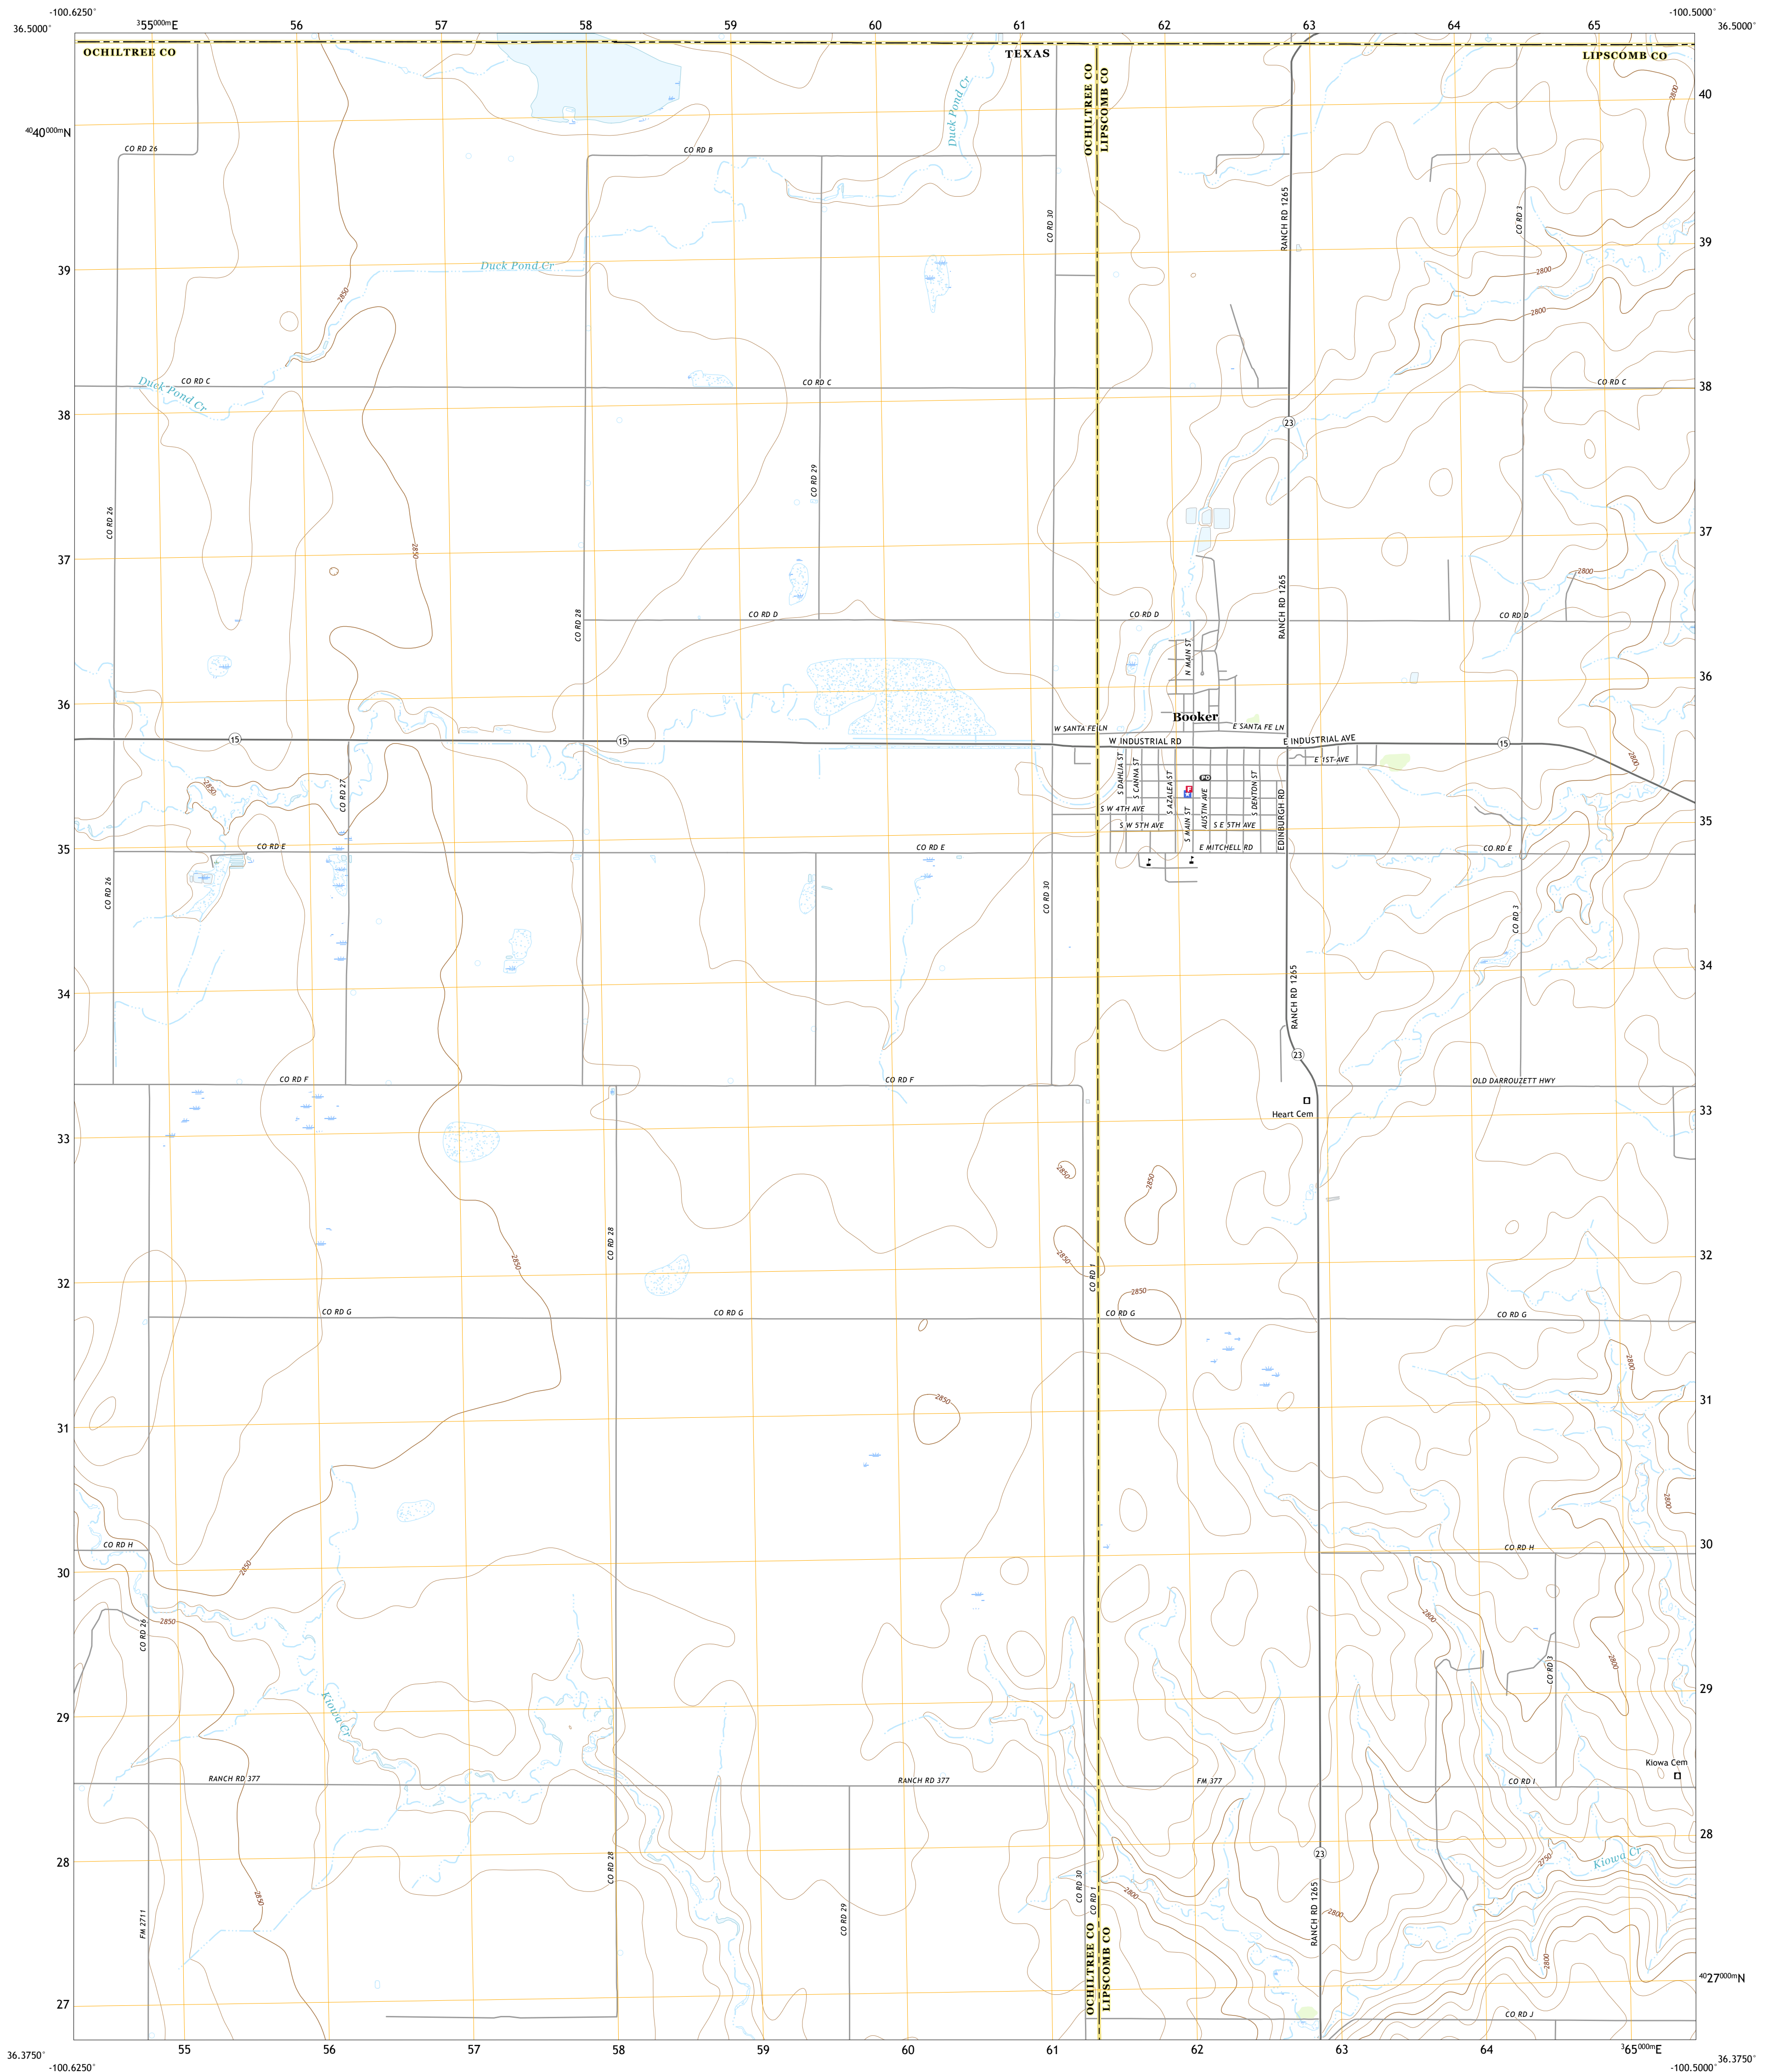 -100.6250°
³55⁰⁰⁰ᵐE
56
57
58
59
60
61
62
63
64
65
-100.5000°
36.5000°
36.5000°
OCHILTREE CO
TEXAS
LIPSCOMB CO
OCHILTREE CO
LIPSCOMB CO
2800
Duck Pond Cr
40
⁴⁰40⁰⁰⁰ᵐN
CO RD 26
CO RD B
CO RD 30
RANCH RD 1265
CO RD 3
39
39
Duck Pond Cr
2850
2800
2800
Duck Pond Cr
CO RD C
CO RD C
CO RD C
38
38
23
CO RD 26
CO RD 29
37
37
2850
2800
RANCH RD 1265
CO RD 28
CO RD D
CO RD D
CO RD D
36
36
N MAIN ST
Booker
W SANTA FE LN
E SANTA FE LN
15
15
W INDUSTRIAL RD
E INDUSTRIAL AVE
15
E 1ST AVE
2800
2850
CO RD 27
S DAHLIA ST
S CANNA ST
S AZALEA ST
PO
F
S MAIN ST
AUSTIN AVE
S DENTON ST
EDINBURGH RD
S W 4TH AVE
S W 5TH AVE
S E 5TH AVE
35
35
CO RD E
CO RD E
E MITCHELL RD
CO RD E
CO RD 26
CO RD 30
CO RD 3
34
34
RANCH RD 1265
23
CO RD F
CO RD F
OLD DARROUZETT HWY
Heart Cem
33
33
2850
2850
CO RD 28
2850
2850
CO RD 1
32
32
2850
CO RD G
CO RD G
CO RD G
CO RD G
2800
31
31
2850
2800
CO RD H
CO RD H
30
30
2850
2850
CO RD 26
2800
2800
CO RD 3
29
29
Kiowa Cr
Kiowa Cem
RANCH RD 377
RANCH RD 377
FM 377
CO RD I
28
28
23
2750
Kiowa Cr
CO RD 28
CO RD 30
CO RD 1
2850
2800
2800
FM 2711
CO RD 29
RANCH RD 1265
OCHILTREE CO
LIPSCOMB CO
2800
⁴⁰27⁰⁰⁰ᵐN
27
CO RD J
36.3750°
36.3750°
55
56
57
58
59
60
61
62
63
64
³65⁰⁰⁰ᵐE
-100.6250°
-100.5000°